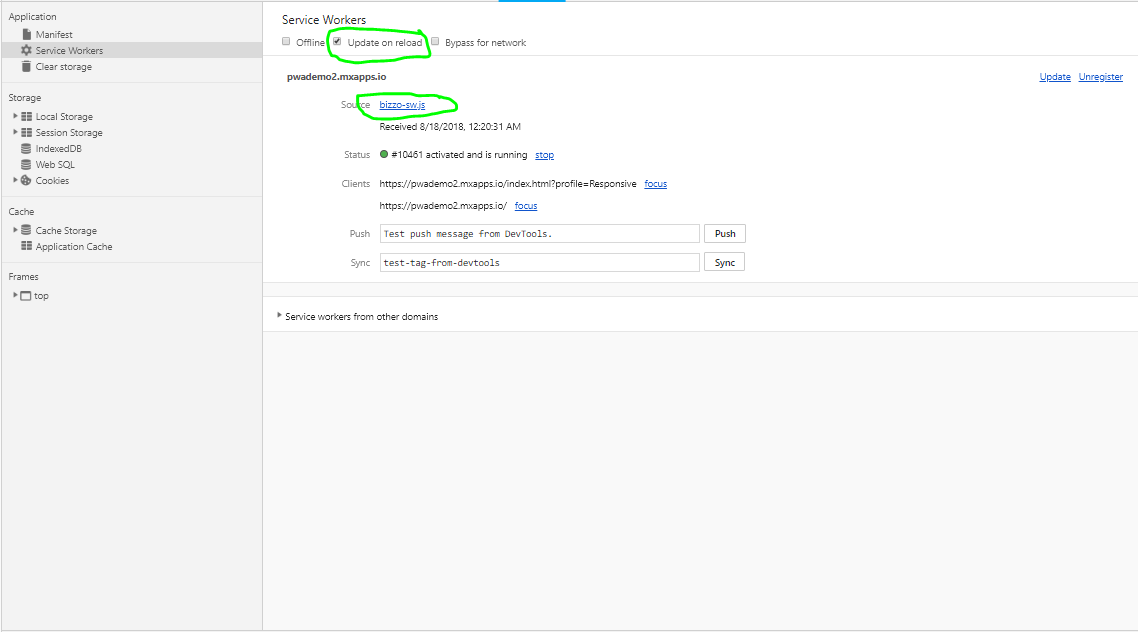 Application
Manifest
Service Workers
Clear storage
Storage
Local Storage
Session Storage
IndexedDB
Web SQL
Cookies
Cache
Cache Storage
Application Cache
Frames
top
Service Workers
Offline Update on reload Bypass for network
pwademo2.mxapps.io Update Unregister
Source bizzo-sw.js
Received 8/18/2018, 12:20:31 AM
Status #10461 activated and is running stop
Clients https://pwademo2.mxapps.io/index.html?profile=Responsive focus
https://pwademo2.mxapps.io/ focus
Push Test push message from DevTools. Push
Sync test-tag-from-devtools Sync
Service workers from other domains